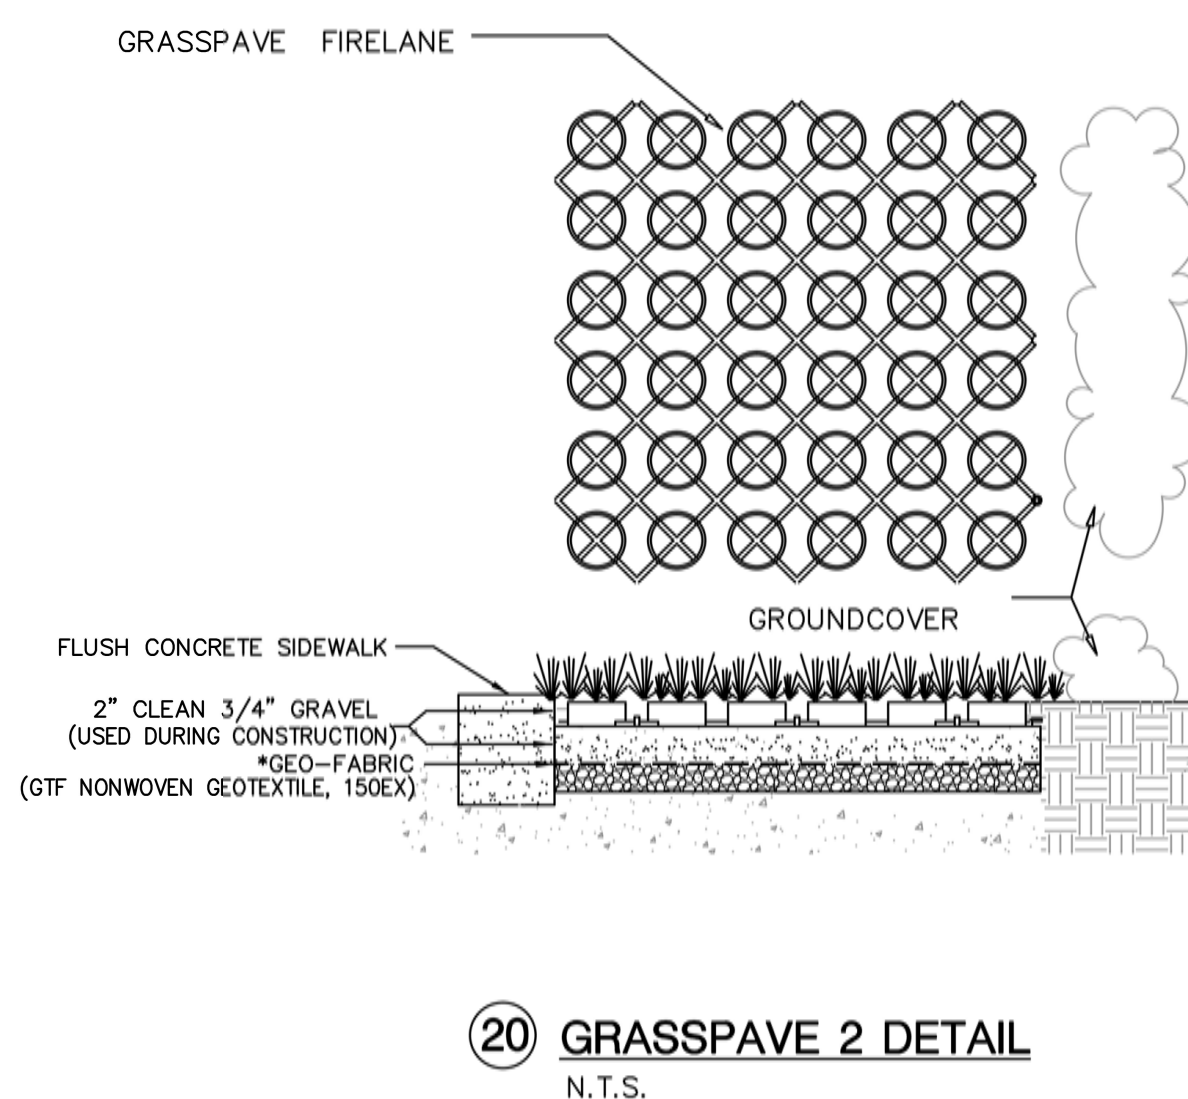 GRASSPAVE FIRELANE
GROUNDCOVER
FLUSH CONCRETE SIDEWALK
2" CLEAN 3/4" GRAVEL
(USED DURING CONSTRUCTION)
*GEO-FABRIC
(GTF NONWOVEN GEOTEXTILE, 150EX)
20 GRASSPAVE 2 DETAIL
N.T.S.